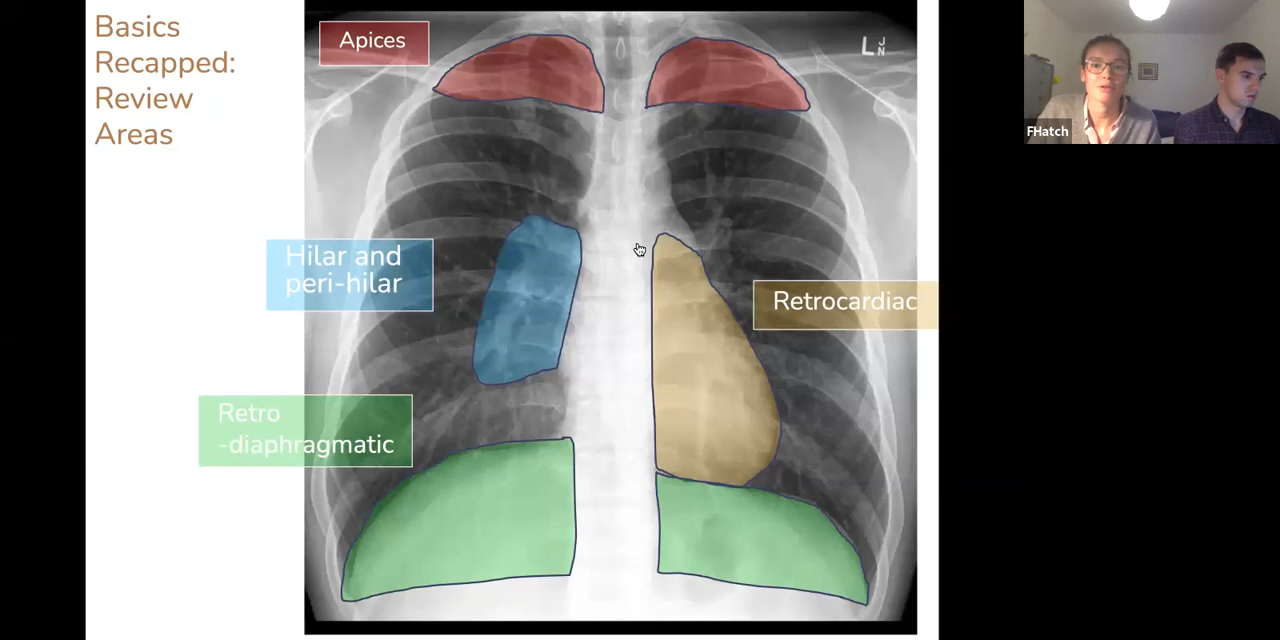 Basics
Recapped:
Review
Areas
Apices
L J
N
FHatch
Hilar and
peri-hilar
Retrocardiac
Retro
-diaphragmatic